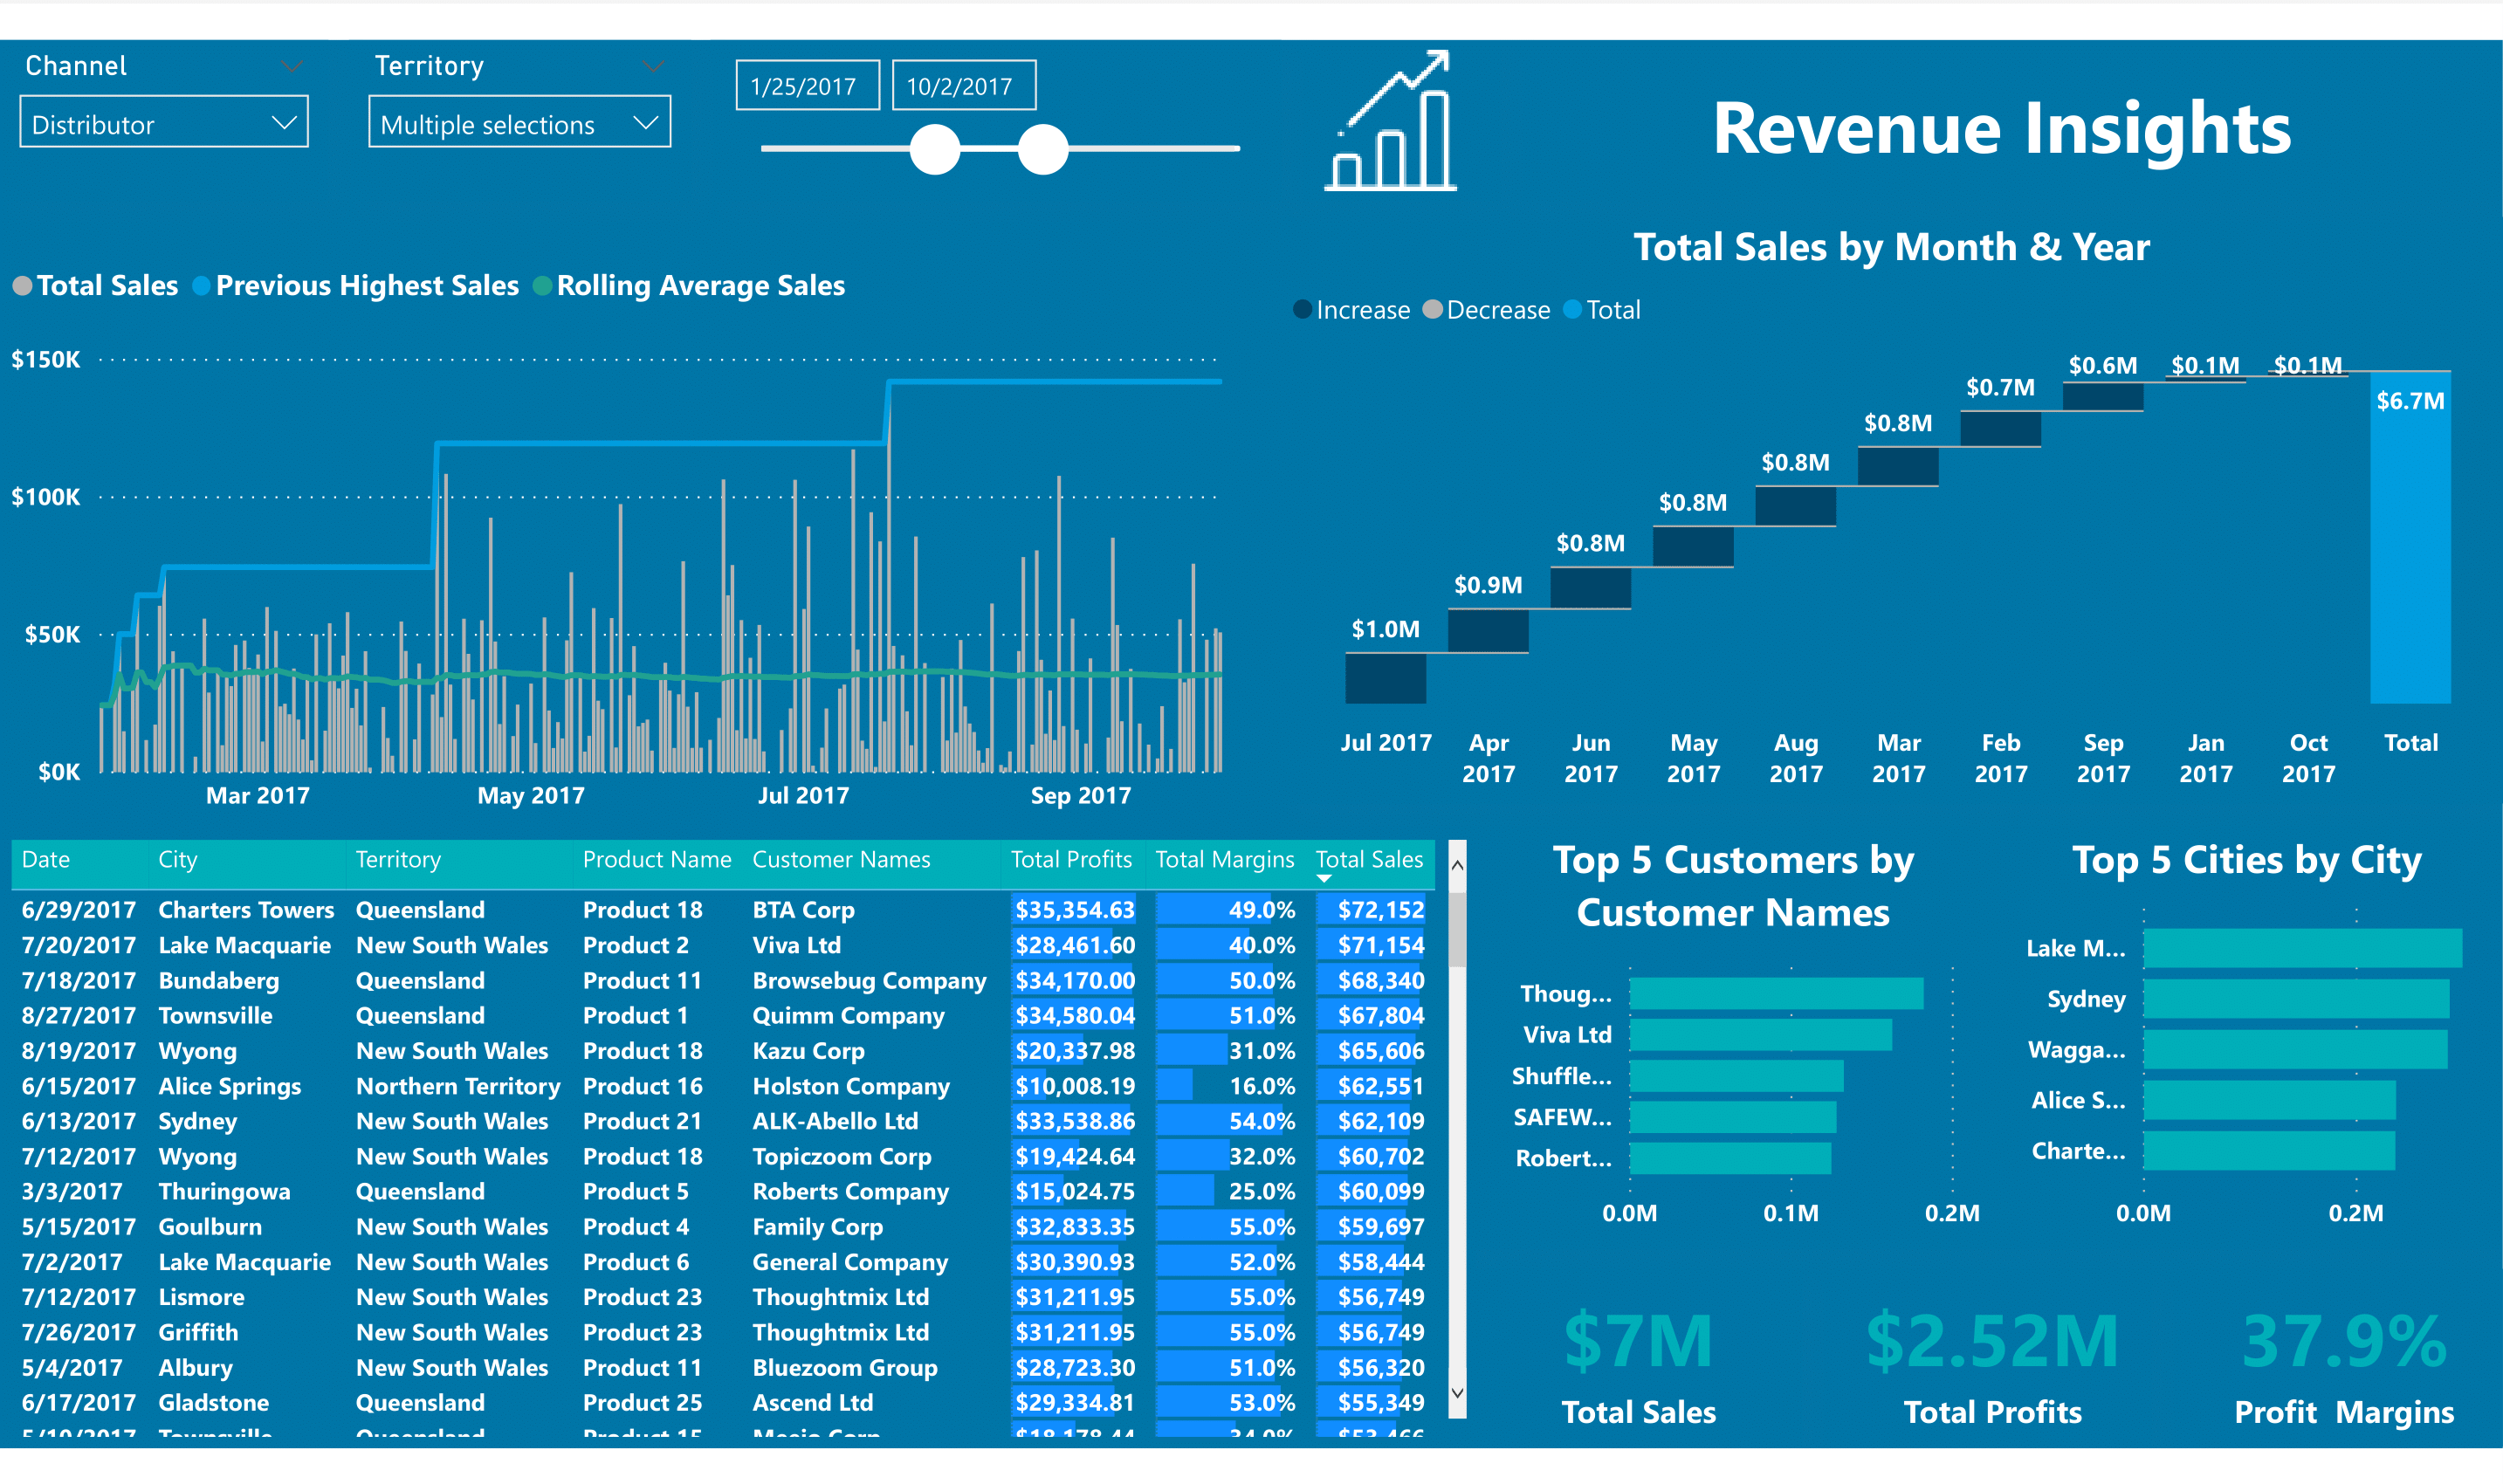 Channel
Distributor
Territory
Multiple selections
1/25/2017 10/2/2017
Revenue Insights
Total Sales Previous Highest Sales Rolling Average Sales
$150K
$100K
$50K
$0K
Mar 2017 May 2017 Jul 2017 Sep 2017
Total Sales by Month & Year
Increase Decrease Total
$1.0M $0.9M $0.8M $0.8M $0.8M $0.8M $0.7M $0.6M $0.1M $0.1M $6.7M
Jul 2017 Apr 2017 Jun 2017 May 2017 Aug 2017 Mar 2017 Feb 2017 Sep 2017 Jan 2017 Oct 2017 Total
Date City Territory Product Name Customer Names Total Profits Total Margins Total Sales
6/29/2017 Charters Towers Queensland Product 18 BTA Corp $35,354.63 49.0% $72,152
7/20/2017 Lake Macquarie New South Wales Product 2 Viva Ltd $28,461.60 40.0% $71,154
7/18/2017 Bundaberg Queensland Product 11 Browsebug Company $34,170.00 50.0% $68,340
8/27/2017 Townsville Queensland Product 1 Quimm Company $34,580.04 51.0% $67,804
8/19/2017 Wyong New South Wales Product 18 Kazu Corp $20,337.98 31.0% $65,606
6/15/2017 Alice Springs Northern Territory Product 16 Holston Company $10,008.19 16.0% $62,551
6/13/2017 Sydney New South Wales Product 21 ALK-Abello Ltd $33,538.86 54.0% $62,109
7/12/2017 Wyong New South Wales Product 18 Topiczoom Corp $19,424.64 32.0% $60,702
3/3/2017 Thuringowa Queensland Product 5 Roberts Company $15,024.75 25.0% $60,099
5/15/2017 Goulburn New South Wales Product 4 Family Corp $32,833.35 55.0% $59,697
7/2/2017 Lake Macquarie New South Wales Product 6 General Company $30,390.93 52.0% $58,444
7/12/2017 Lismore New South Wales Product 23 Thoughtmix Ltd $31,211.95 55.0% $56,749
7/26/2017 Griffith New South Wales Product 23 Thoughtmix Ltd $31,211.95 55.0% $56,749
5/4/2017 Albury New South Wales Product 11 Bluezoom Group $28,723.30 51.0% $56,320
6/17/2017 Gladstone Queensland Product 25 Ascend Ltd $29,334.81 53.0% $55,349
Top 5 Customers by
Customer Names
Thoug...
Viva Ltd
Shuffle...
SAFEW...
Robert...
0.0M 0.1M 0.2M
Top 5 Cities by City
Lake M...
Sydney
Wagga...
Alice S...
Charte...
0.0M 0.2M
$7M
Total Sales
$2.52M
Total Profits
37.9%
Profit Margins